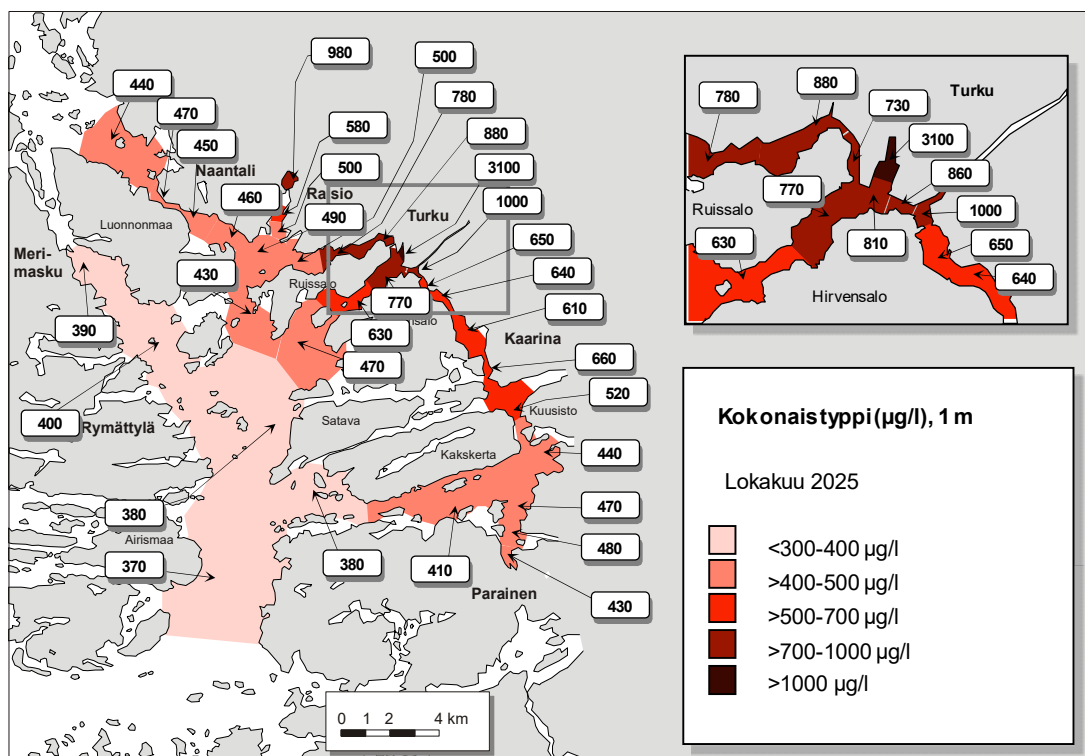 980
500
440
780
470
580
880
450
500
3100
Naantali
Raisio
1000
460
490
Turku
Luonnonmaa
650
Meri-
masku
430
Ruissalo
640
770
salo
610
390
630
Kaarina
470
660
400
Rymättylä
Satava
520
Kuusisto
Kakskerta
440
380
470
Airismaa
480
370
380
410
Parainen
430
0 1 2 4 km
880
Turku
780
730
3100
770
860
Ruissalo
1000
630
810
650
640
Hirvensalo
Kokonaistyppi (µg/l), 1 m
Lokakuu 2025
<300-400 µg/l
>400-500 µg/l
>500-700 µg/l
>700-1000 µg/l
>1000 µg/l